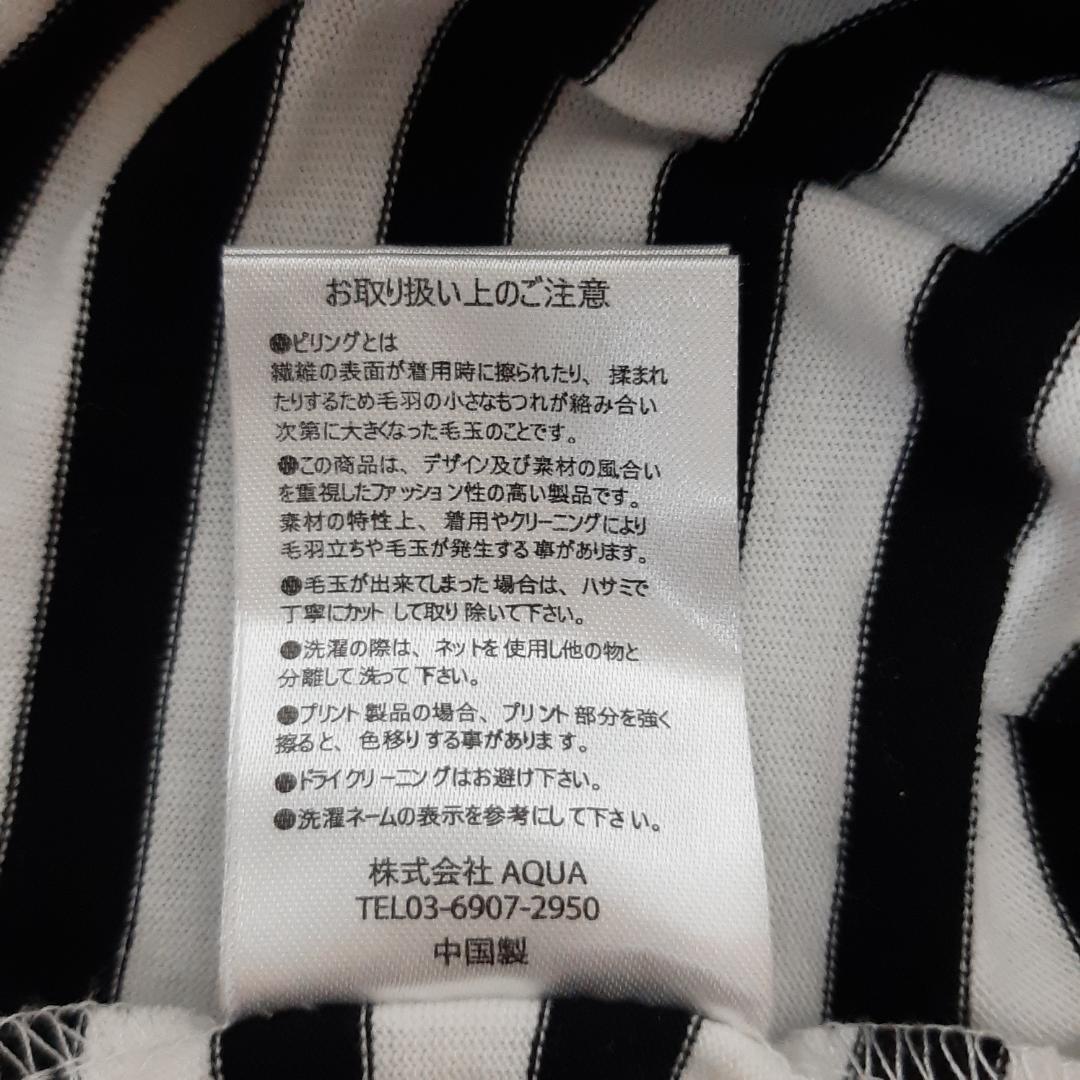 お取り扱い上のご注意
●ピリングとは
繊維の表面が着用時に擦られたり、揉まれ
たりするため毛羽の小さなもつれが絡み合い
次第に大きくなった毛玉のことです。
●この商品は、デザイン及び素材の風合い
を重視したファッション性の高い製品です。
素材の特性上、着用やクリーニングにより
毛羽立ちや毛玉が発生する事があります。
●毛玉が出来てしまった場合は、ハサミで
丁寧にカットして取り除いて下さい。
●洗濯の際は、ネットを使用し他の物と
分離して洗って下さい。
●プリント製品の場合、プリント部分を強く
擦ると、色移りする事があります。
●ドライクリーニングはお避け下さい。
●洗濯ネームの表示を参考にして下さい。
株式会社 AQUA
TEL03-6907-2950
中国製